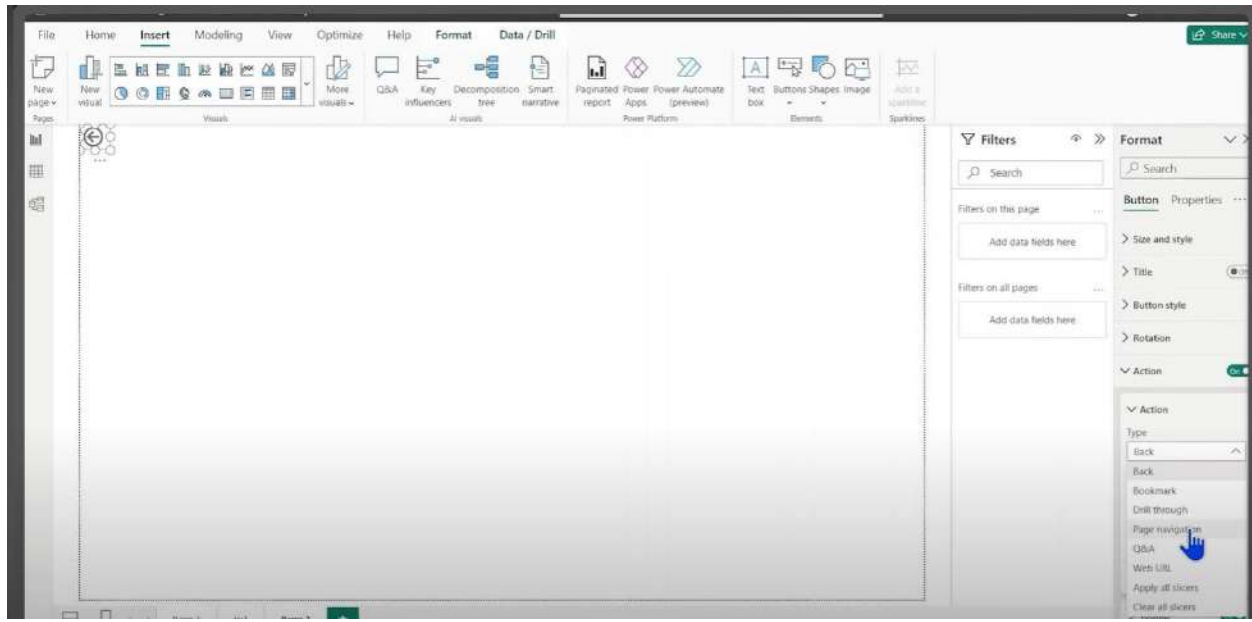 File Home Insert Modeling View Optimize Help Format Data / Drill
Share
New page
New visual
More visuals
Q&A
Key influencers
Decomposition tree
Smart narrative
Paginated report
Power Apps
Power Automate (preview)
Text box
Buttons
Shapes
Image
Add a sparkline
Pages Visuals AI visuals Power Platform Elements Sparklines
Filters
Search
Filters on this page
Add data fields here
Filters on all pages
Add data fields here
Format
Search
Button Properties
Size and style
Title
Button style
Rotation
Action
On
Action
Type
Back
Back
Bookmark
Drill through
Page navigation
Q&A
Web URL
Apply all slicers
Clear all slicers